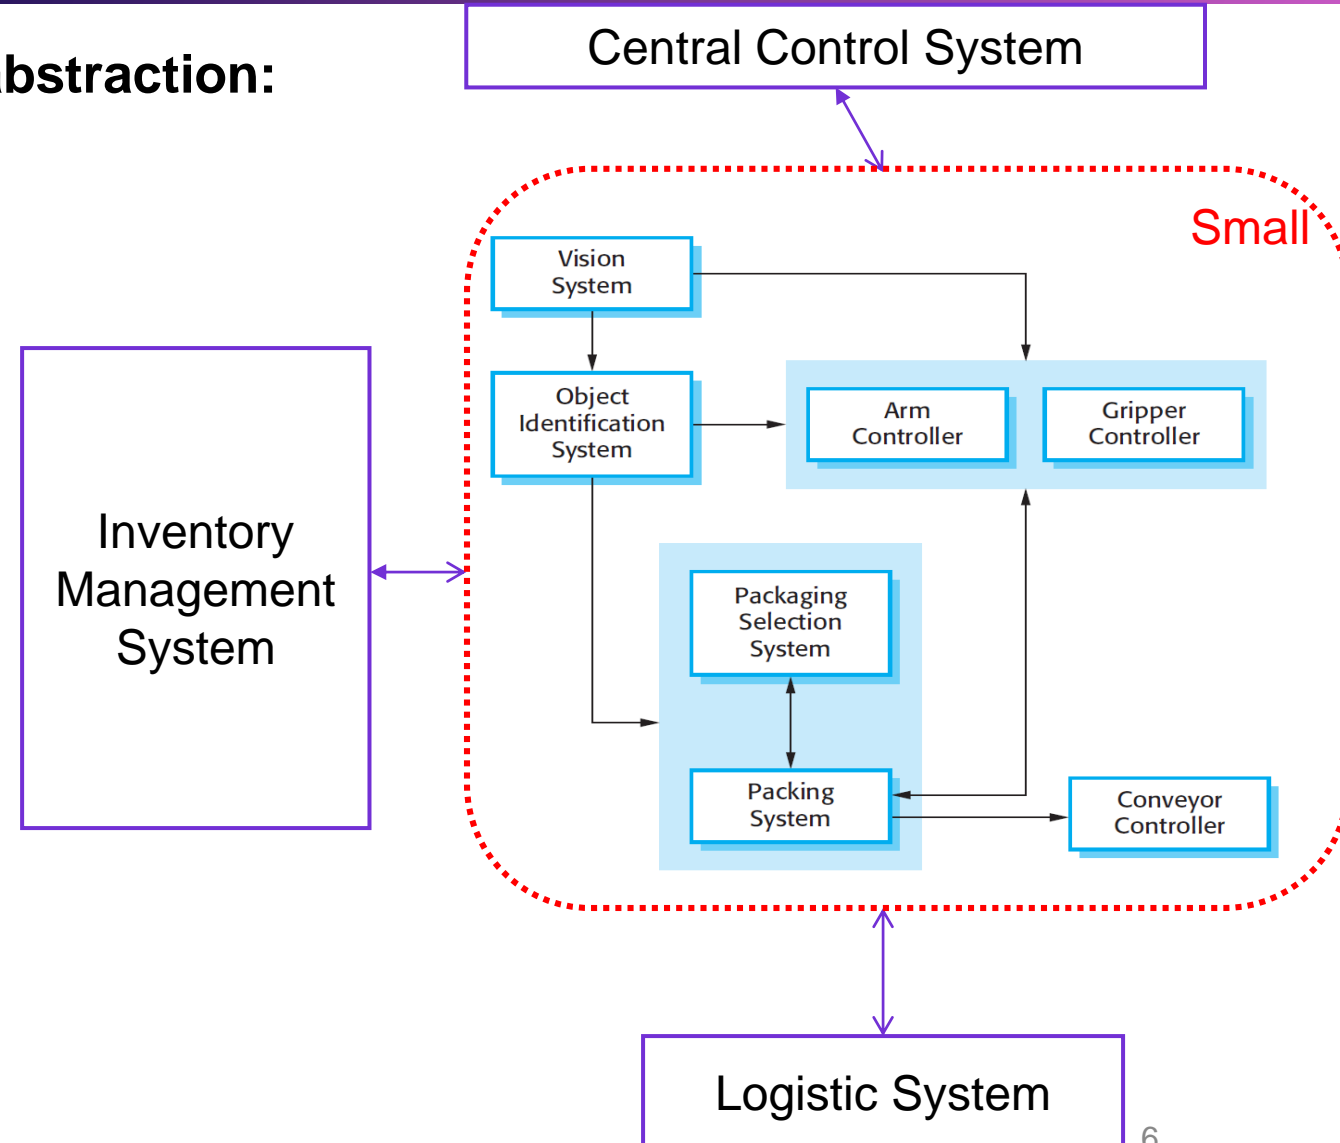 Central Control System
abstraction:
Small
Vision
System
Object
Identification
System
Arm
Controller
Gripper
Controller
Inventory
Management
System
Packaging
Selection
System
Packing
System
Conveyor
Controller
Logistic System
6